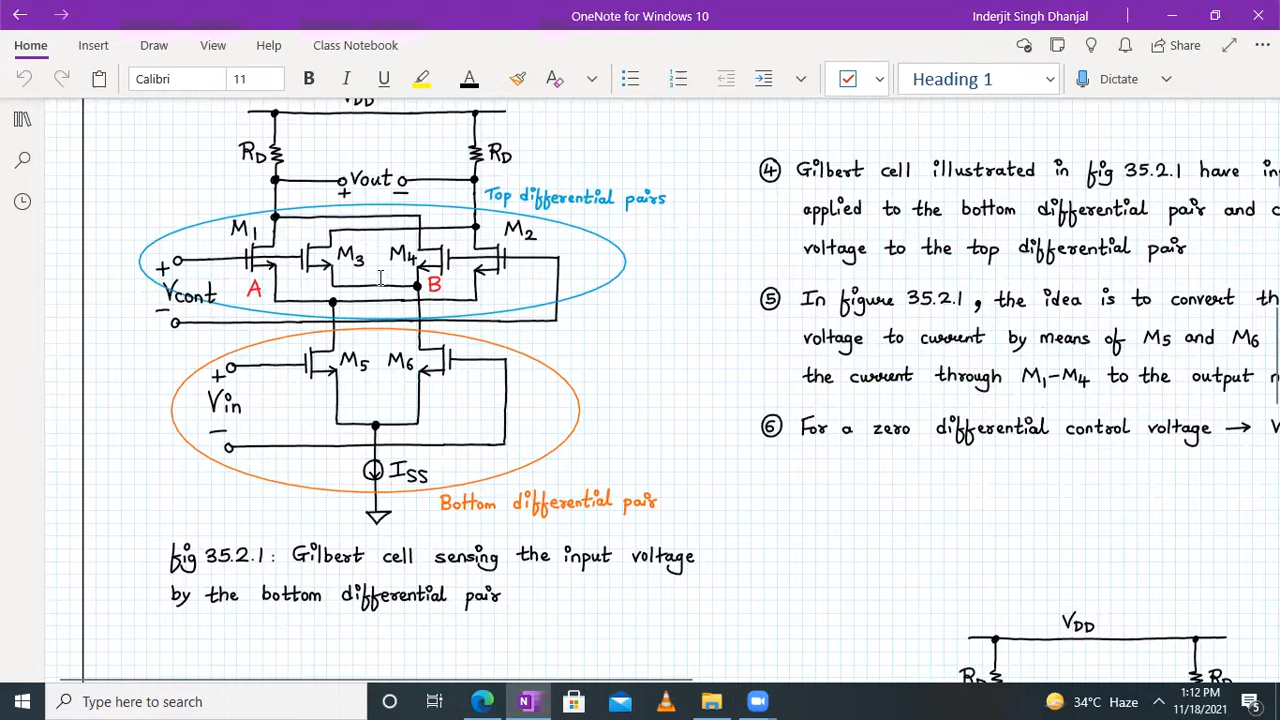 OneNote for Windows 10
Inderjit Singh Dhanjal
Home Insert Draw View Help Class Notebook
Share
Calibri 11 B I U A Heading 1 Dictate
VDD
RD RD
Vout
+ −
Top differential pairs
M1 M3 M4 M2
A B
+
Vcont
−
M5 M6
+
Vin
−
ISS
Bottom differential pair
fig 35.2.1: Gilbert cell sensing the input voltage
by the bottom differential pair
④ Gilbert cell illustrated in fig 35.2.1 have
applied to the bottom differential pair and
voltage to the top differential pair
⑤ In figure 35.2.1, the idea is to convert
voltage to current by means of M5 and M6
the current through M1-M4 to the output
⑥ For a zero differential control voltage →
VDD
RD RD
Type here to search
34°C Haze
1:12 PM
11/18/2021
5